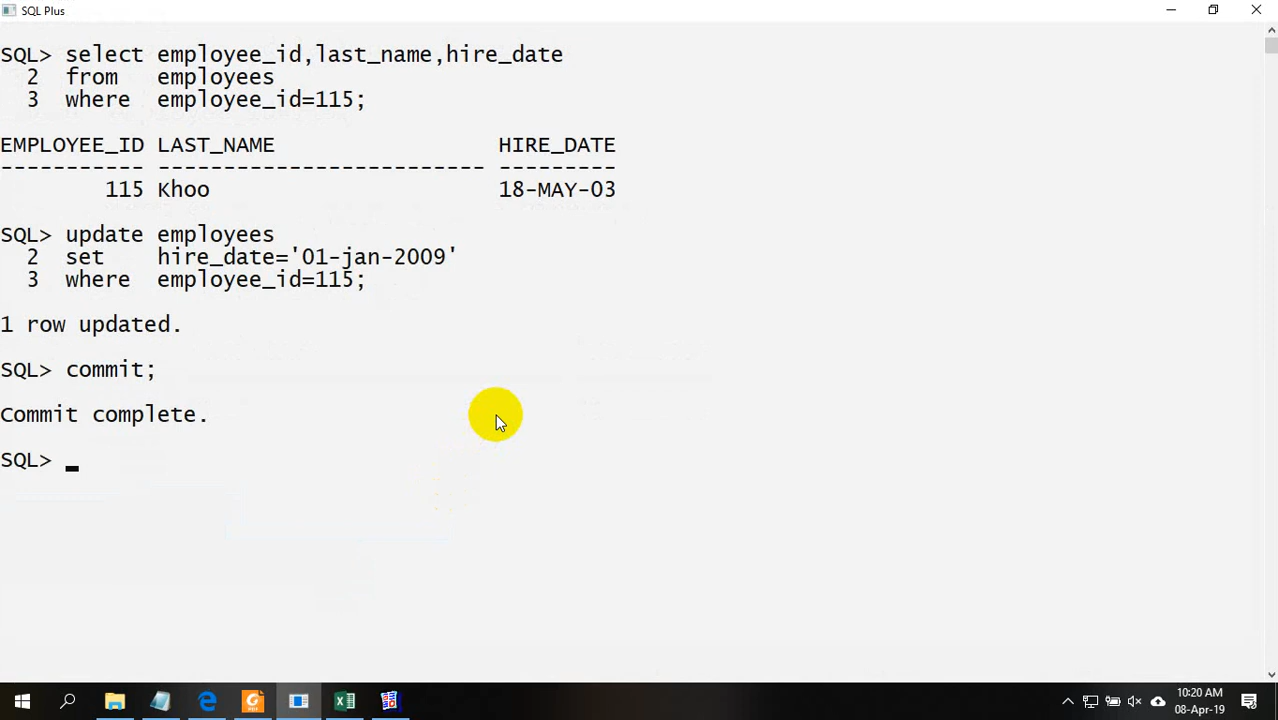 SQL Plus
SQL> select employee_id,last_name,hire_date
  2  from   employees
  3  where  employee_id=115;
EMPLOYEE_ID LAST_NAME                 HIRE_DATE
----------- ------------------------- ---------
        115 Khoo                      18-MAY-03
SQL> update employees
  2  set    hire_date='01-jan-2009'
  3  where  employee_id=115;
1 row updated.
SQL> commit;
Commit complete.
SQL> _
10:20 AM
08-Apr-19